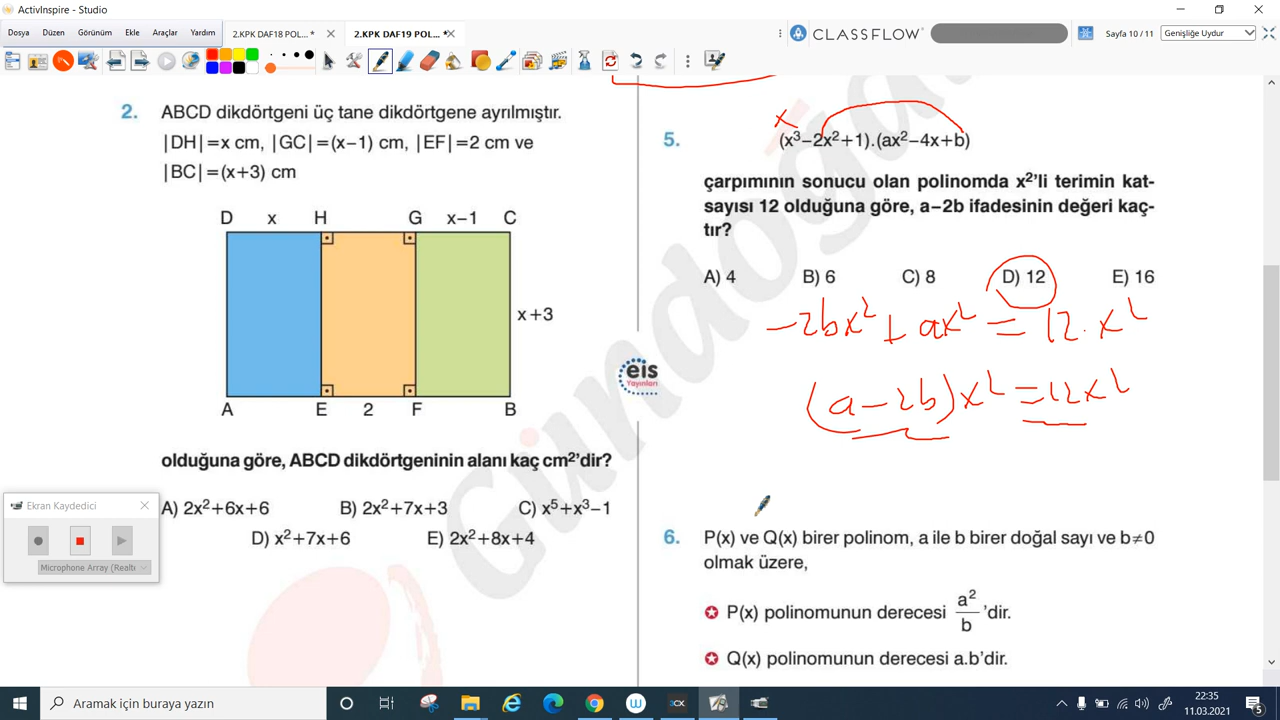 ActivInspire - Studio
Dosya Düzen Görünüm Ekle Araçlar Yardım
2.KPK DAF18 POL... *
2.KPK DAF19 POL... *
CLASSFLOW
Sayfa 10 / 11
Genişliğe Uydur
2. ABCD dikdörtgeni üç tane dikdörtgene ayrılmıştır.
|DH|=x cm, |GC|=(x−1) cm, |EF|=2 cm ve
|BC|=(x+3) cm
D x H G x−1 C
x+3
A E 2 F B
olduğuna göre, ABCD dikdörtgeninin alanı kaç cm²'dir?
A) 2x²+6x+6 B) 2x²+7x+3 C) x⁵+x³−1
D) x²+7x+6 E) 2x²+8x+4
Ekran Kaydedici
Microphone Array (Realt
eis
Yayınları
Gündoğd
x
5. (x³−2x²+1).(ax²−4x+b)
çarpımının sonucu olan polinomda x²'li terimin kat-
sayısı 12 olduğuna göre, a−2b ifadesinin değeri kaç-
tır?
A) 4 B) 6 C) 8 D) 12 E) 16
−2bx² + ax² = 12.x²
(a−2b)x² = 12x²
6. P(x) ve Q(x) birer polinom, a ile b birer doğal sayı ve b≠0
olmak üzere,
P(x) polinomunun derecesi a²/b 'dir.
Q(x) polinomunun derecesi a.b'dir.
Aramak için buraya yazın
22:35
11.03.2021
5